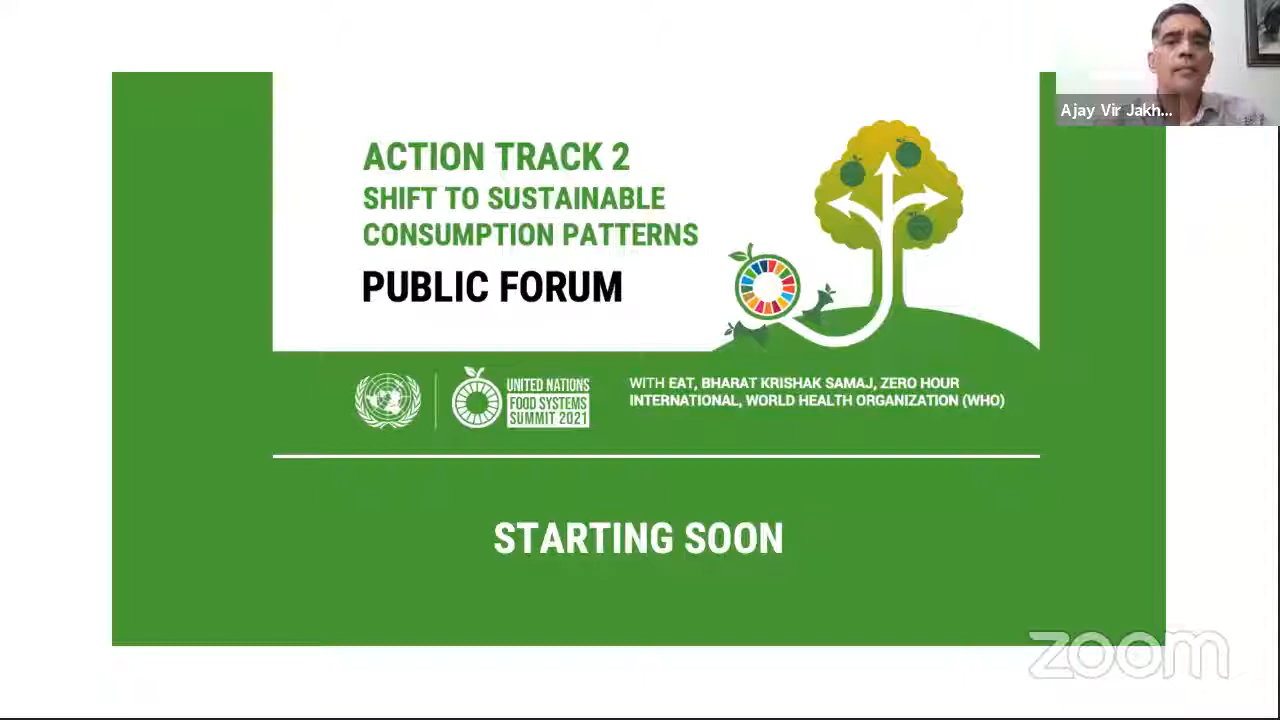 Ajay Vir Jakh...
ACTION TRACK 2
SHIFT TO SUSTAINABLE
CONSUMPTION PATTERNS
PUBLIC FORUM
UNITED NATIONS
FOOD SYSTEMS
SUMMIT 2021
WITH EAT, BHARAT KRISHAK SAMAJ, ZERO HOUR
INTERNATIONAL, WORLD HEALTH ORGANIZATION (WHO)
STARTING SOON
zoom